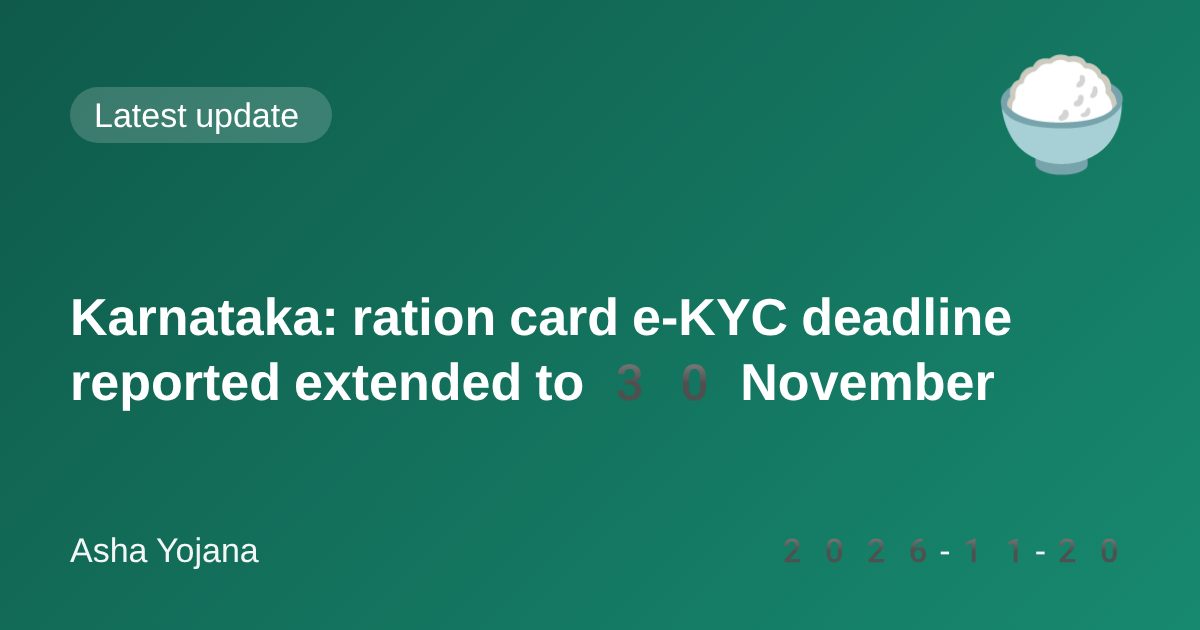 Latest update
Karnataka: ration card e-KYC deadline
reported extended to 30 November
Asha Yojana
2026-11-20